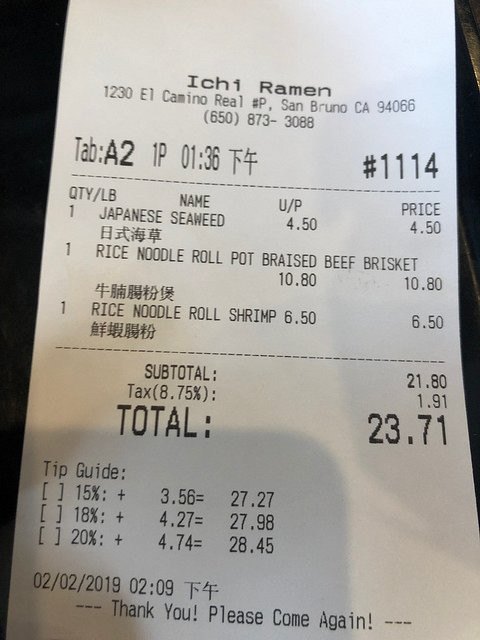 Ichi Ramen
1230 El Camino Real #P, San Bruno CA 94066
(650) 873- 3088
Tab:A2 1P 01:36 下午 #1114
QTY/LB NAME U/P PRICE
1 JAPANESE SEAWEED 4.50 4.50
日式海草
1 RICE NOODLE ROLL POT BRAISED BEEF BRISKET
10.80 10.80
牛腩腸粉煲
1 RICE NOODLE ROLL SHRIMP 6.50 6.50
鮮蝦腸粉
SUBTOTAL: 21.80
Tax(8.75%): 1.91
TOTAL: 23.71
Tip Guide:
[ ] 15%: + 3.56= 27.27
[ ] 18%: + 4.27= 27.98
[ ] 20%: + 4.74= 28.45
02/02/2019 02:09 下午
--- Thank You! Please Come Again! ---